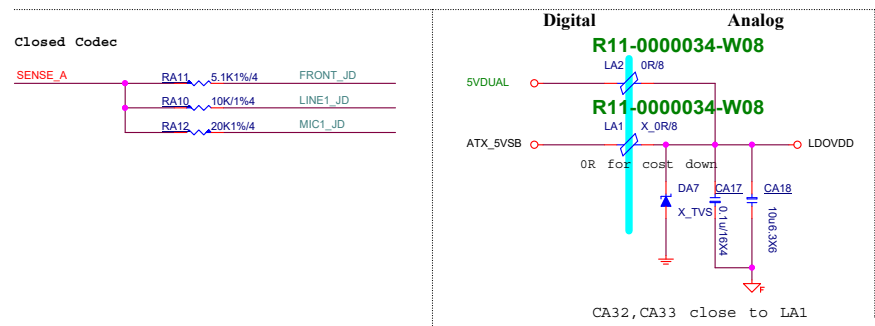 Closed Codec
SENSE_A
RA11 5.1K1%/4 FRONT_JD
RA10 10K/1%4 LINE1_JD
RA12 20K1%/4 MIC1_JD
Digital Analog
R11-0000034-W08
LA2 0R/8
5VDUAL
R11-0000034-W08
LA1 X_0R/8
ATX_5VSB LDOVDD
0R for cost down
DA7 CA17 CA18
X_TVS
0.1u/16X4
10u6.3X6
F
CA32,CA33 close to LA1